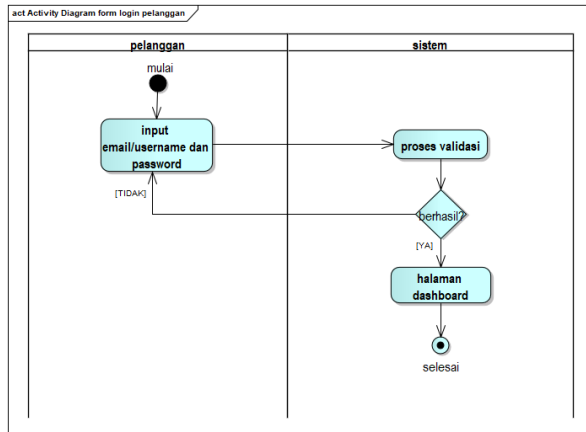 act Activity Diagram form login pelanggan
pelanggan
sistem
mulai
input
email/username dan
password
proses validasi
[TIDAK]
berhasil?
[YA]
halaman
dashboard
selesai